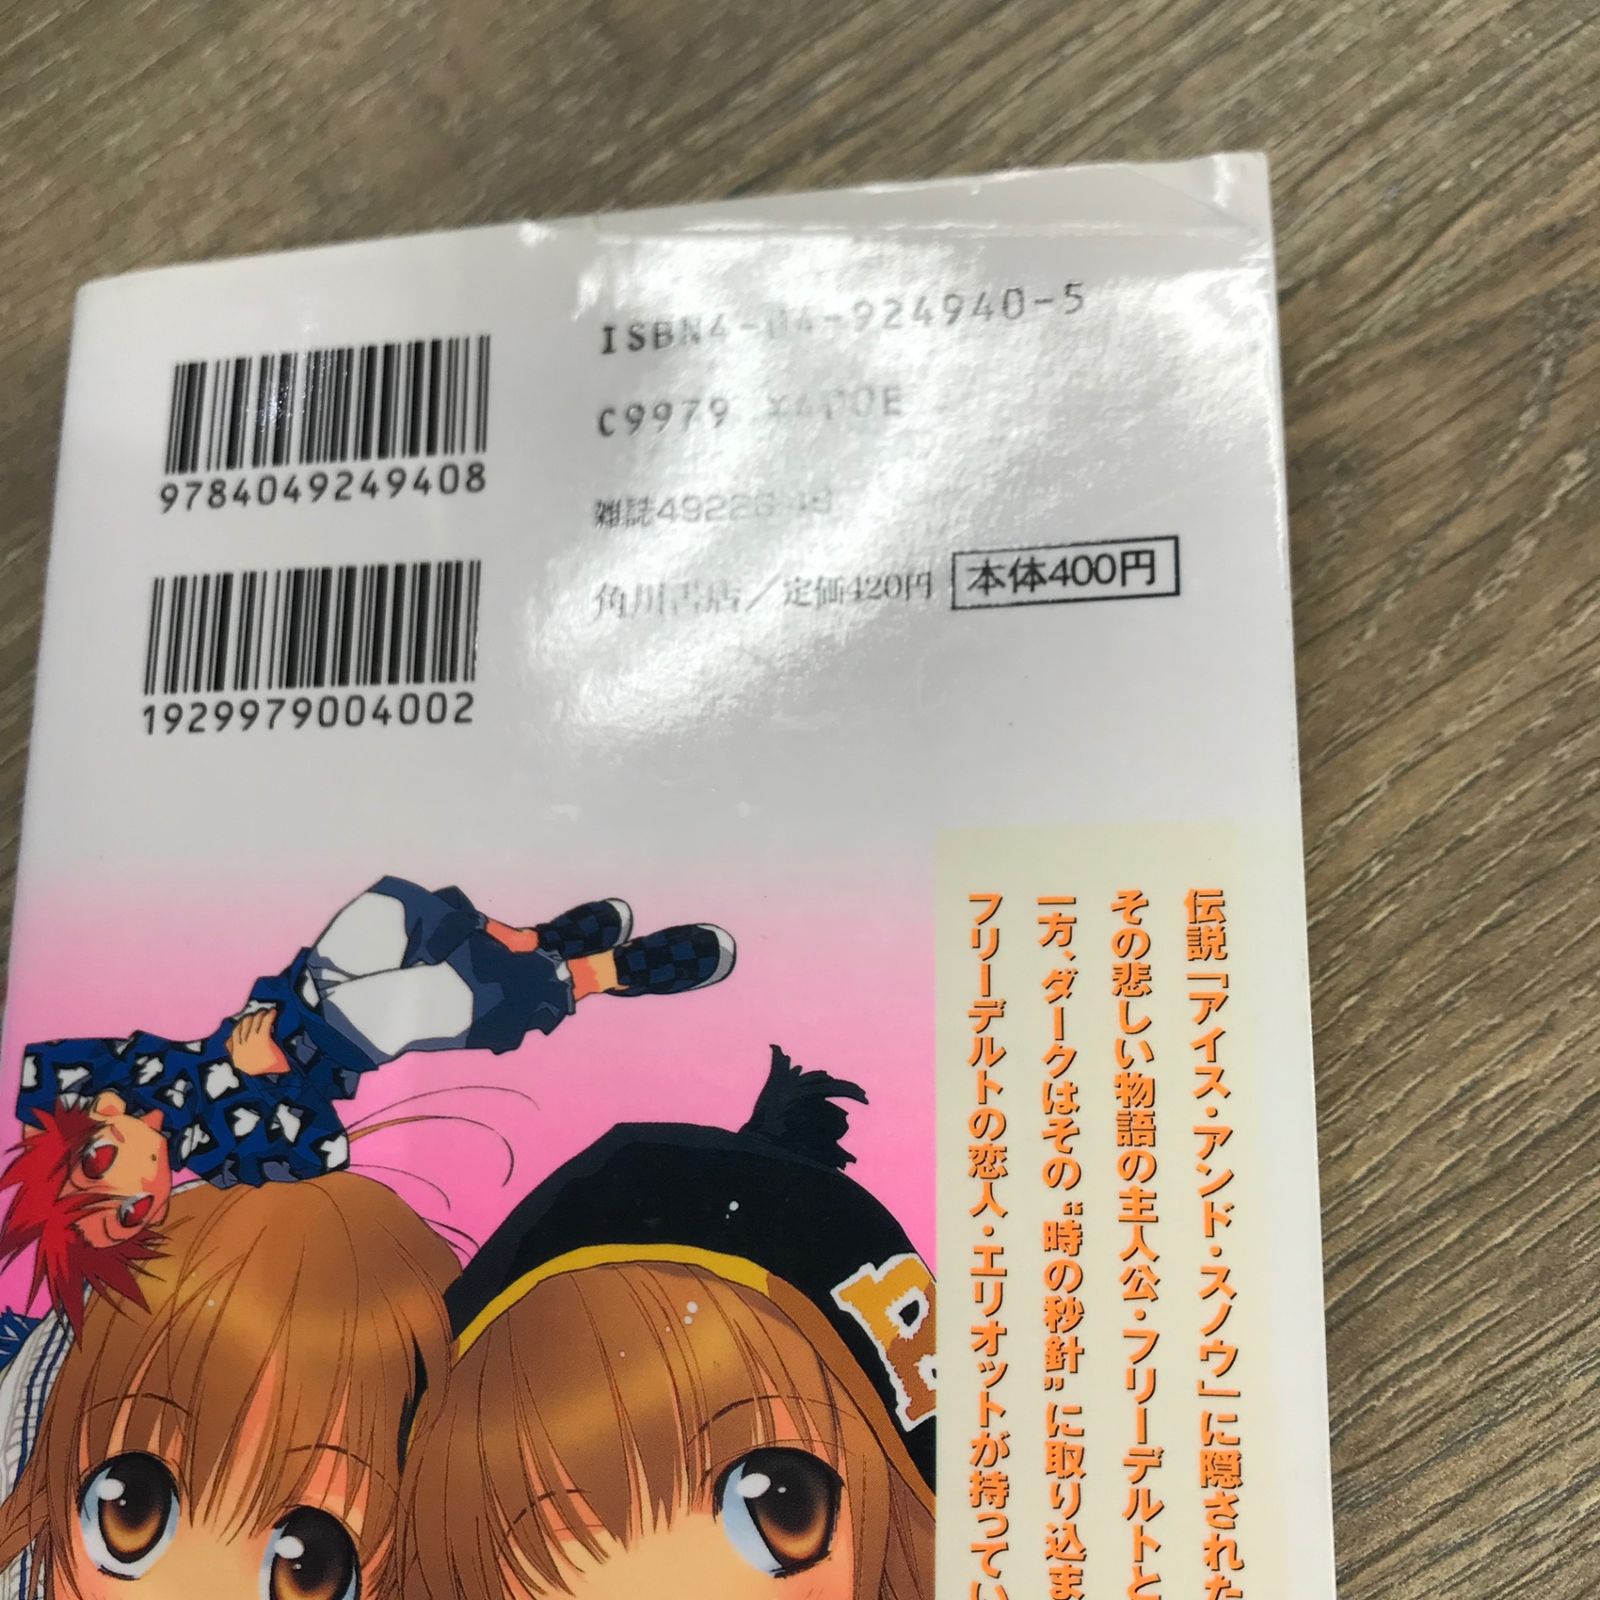 9784049249408
1929979004002
ISBN4-04-924940-5
C9979 ¥400E
雑誌49226-49
角川書店/定価420円
本体400円
伝説「アイス・アンド・スノウ」に隠された
その悲しい物語の主人公・フリーデルトと
一方、ダークはその“時の秒針”に取り込ま
フリーデルトの恋人・エリオットが持ってい